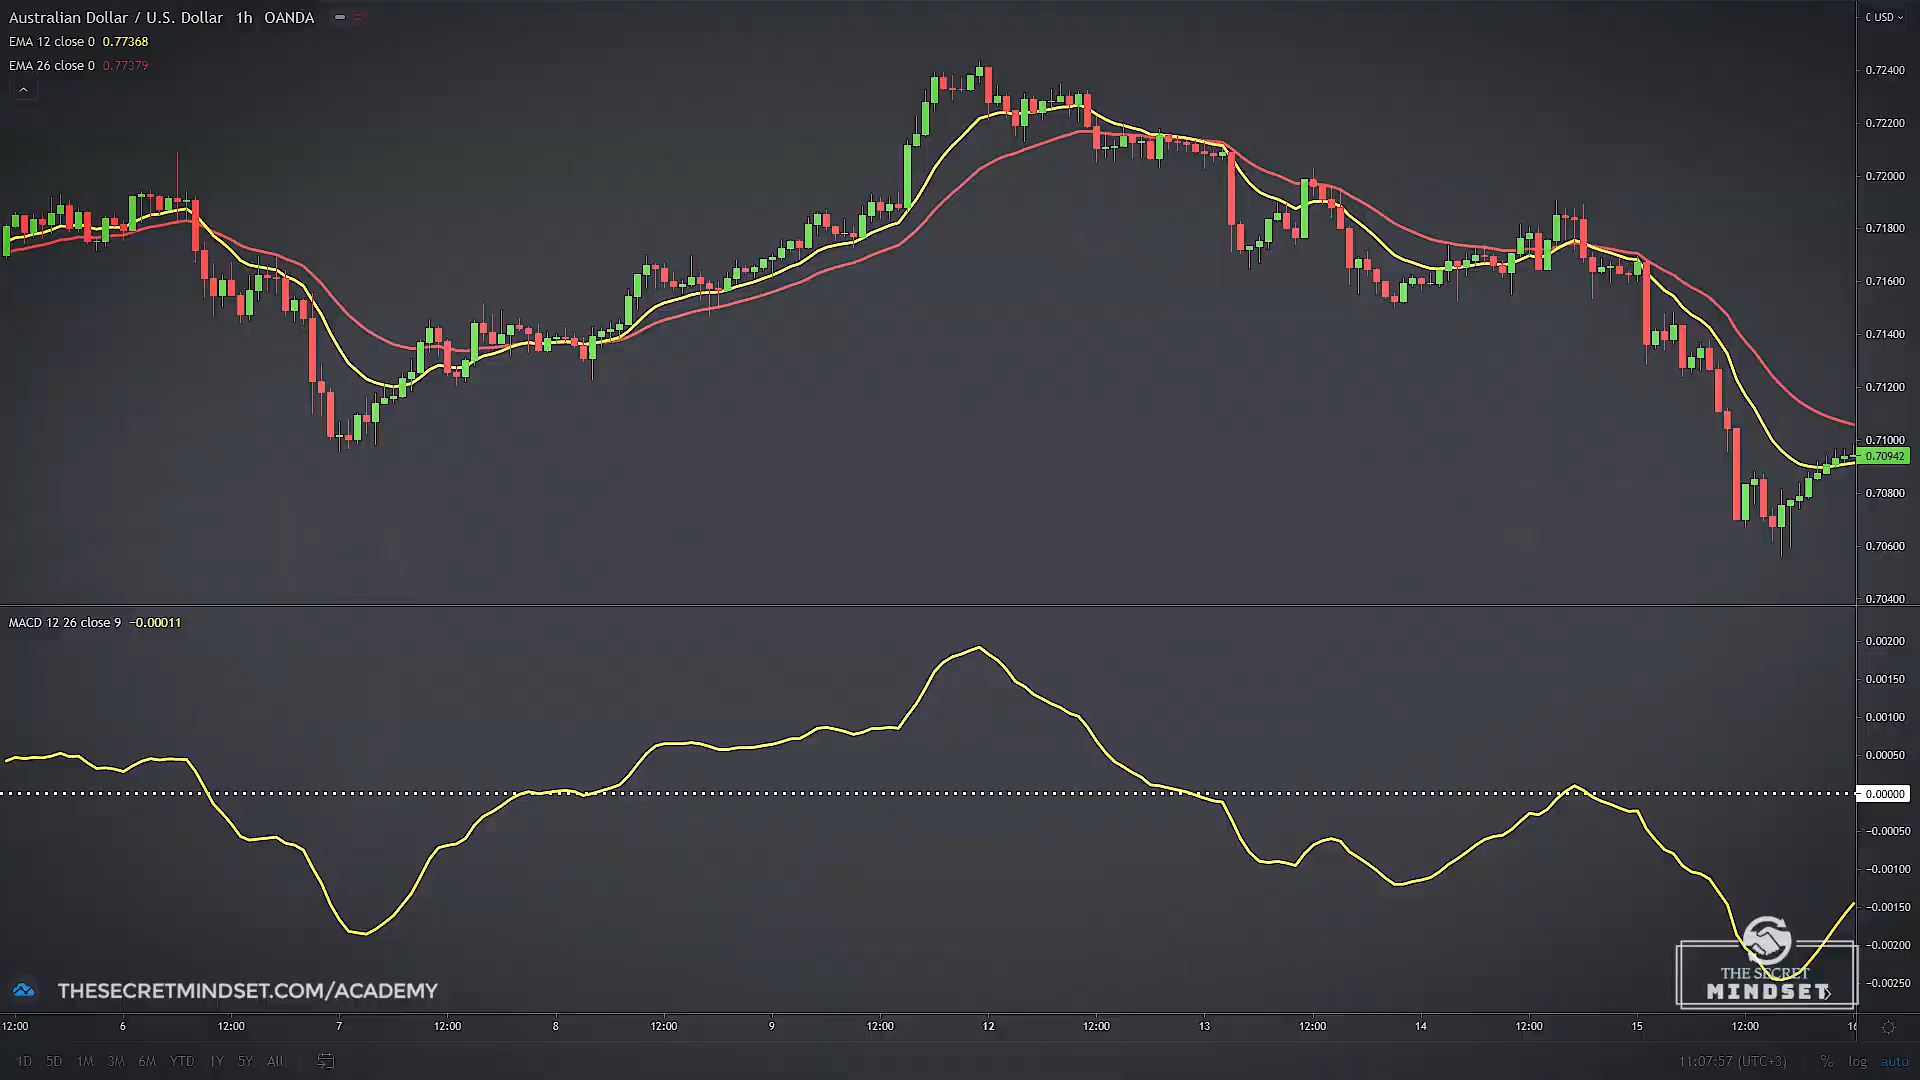 Australian Dollar / U.S. Dollar 1h OANDA
EMA 12 close 0 0.77368
EMA 26 close 0 0.77379
USD
0.72400
0.72200
0.72000
0.71800
0.71600
0.71400
0.71200
0.71000
0.70942
0.70800
0.70600
0.70400
MACD 12 26 close 9 −0.00011
0.00200
0.00150
0.00100
0.00050
0.00000
−0.00050
−0.00100
−0.00150
−0.00200
−0.00250
THE SECRET
MINDSET
THESECRETMINDSET.COM/ACADEMY
12:00 6 12:00 7 12:00 8 12:00 9 12:00 12 12:00 13 12:00 14 12:00 15 12:00 16
1D 5D 1M 3M 6M YTD 1Y 5Y All 11:07:57 (UTC+3) % log auto